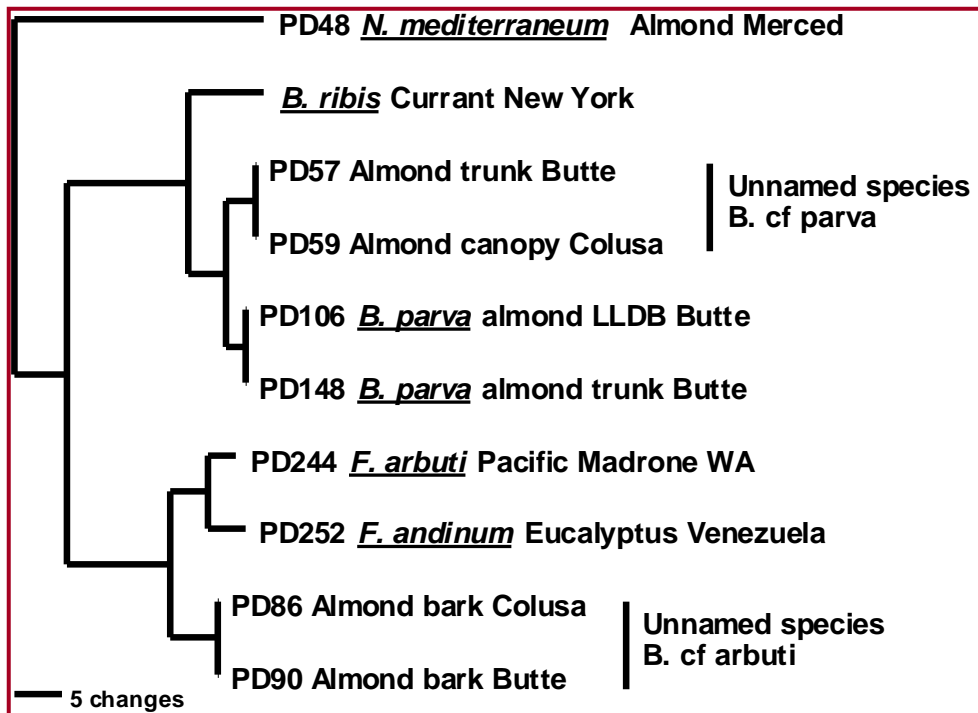 PD48 N. mediterraneum Almond Merced
B. ribis Currant New York
PD57 Almond trunk Butte
PD59 Almond canopy Colusa
Unnamed species
B. cf parva
PD106 B. parva almond LLDB Butte
PD148 B. parva almond trunk Butte
PD244 F. arbuti Pacific Madrone WA
PD252 F. andinum Eucalyptus Venezuela
PD86 Almond bark Colusa
PD90 Almond bark Butte
Unnamed species
B. cf arbuti
5 changes